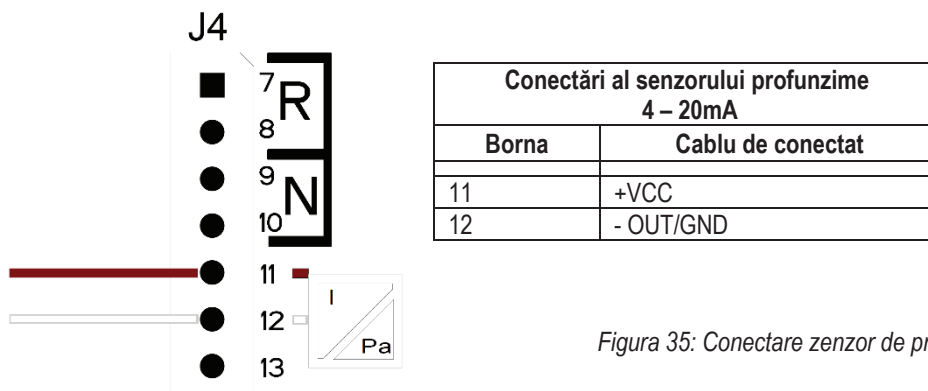 J4
7
R
8
9
N
10
11
12
13
I
Pa
Conectări al senzorului profunzime
4 – 20mA
Borna Cablu de conectat
11 +VCC
12 - OUT/GND
Figura 35: Conectare zenzor de